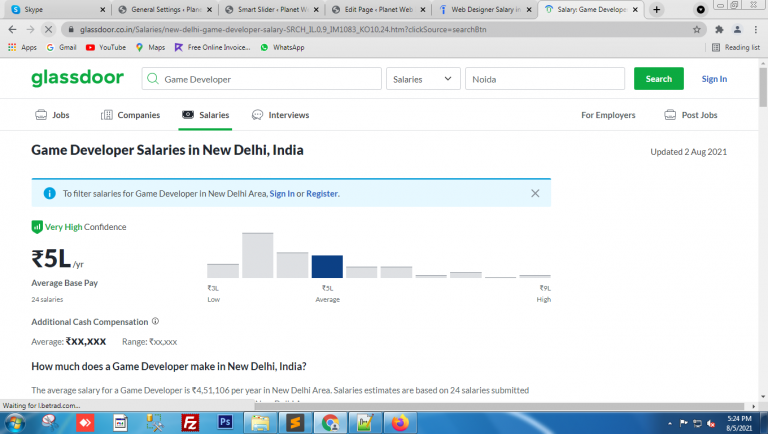 Skype
General Settings ‹ Plane
Smart Slider ‹ Planet W
Edit Page ‹ Planet Web
Web Designer Salary in
Salary: Game Develope
glassdoor.co.in/Salaries/new-delhi-game-developer-salary-SRCH_IL.0,9_IM1083_KO10,24.htm?clickSource=searchBtn
Apps
Gmail
YouTube
Maps
Free Online Invoice...
WhatsApp
Reading list
glassdoor
Game Developer
Salaries
Noida
Search
Sign In
Jobs
Companies
Salaries
Interviews
For Employers
Post Jobs
Game Developer Salaries in New Delhi, India
Updated 2 Aug 2021
To filter salaries for Game Developer in New Delhi Area, Sign In or Register.
Very High Confidence
₹5L /yr
Average Base Pay
24 salaries
₹3L
Low
₹5L
Average
₹9L
High
Additional Cash Compensation
Average: ₹xx,xxx Range: ₹xx,xxx
How much does a Game Developer make in New Delhi, India?
The average salary for a Game Developer is ₹4,51,106 per year in New Delhi Area. Salaries estimates are based on 24 salaries submitted
Waiting for l.betrad.com...
Ps
5:24 PM
8/5/2021